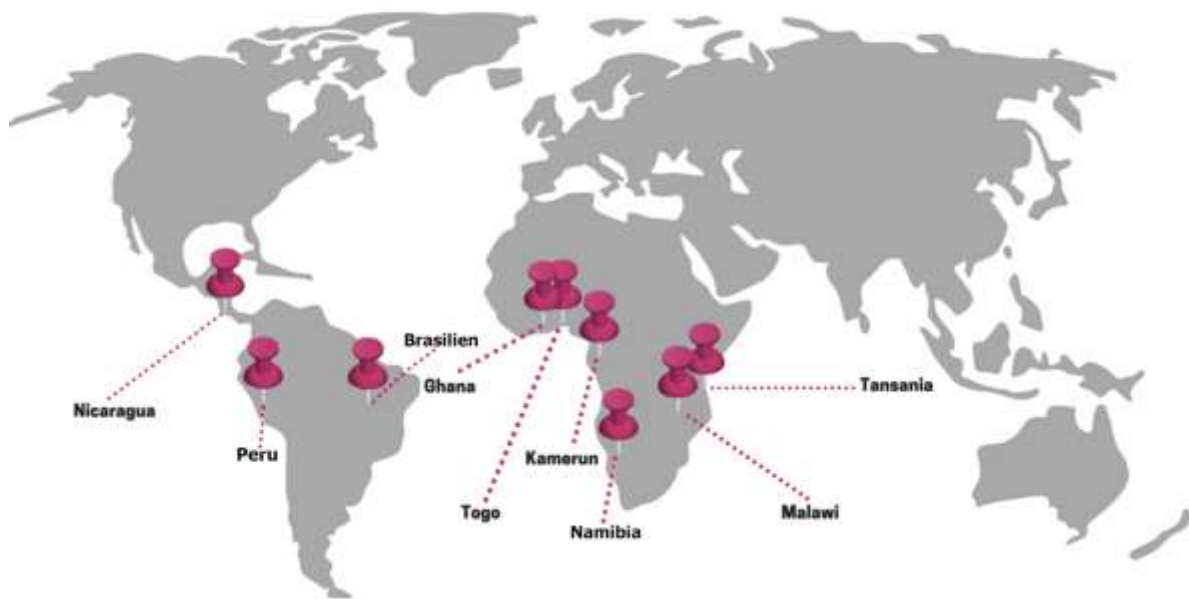 Brasilien
Ghana
Tansania
Nicaragua
Peru
Kamerun
Togo
Malawi
Namibia